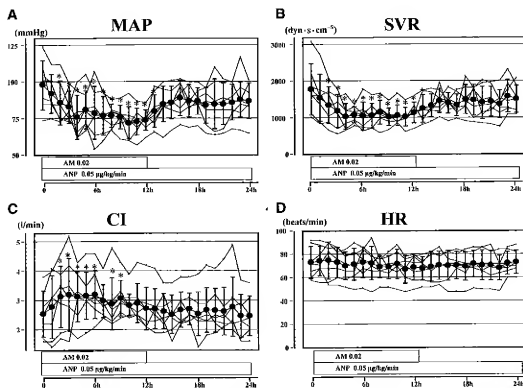 A MAP
(mmHg)
125
100
75
50
AM 0.02
ANP 0.05 µg/kg/min
0 6h 12h 18h 24h
B SVR
(dyn·s·cm⁻⁵)
3000
2000
1000
0
AM 0.02
ANP 0.05 µg/kg/min
0 6h 12h 18h 24h
C CI
(l/min)
5
4
3
2
1
AM 0.02
ANP 0.05 µg/kg/min
0 6h 12h 18h 24h
D HR
(beats/min)
100
80
60
40
20
0
AM 0.02
ANP 0.05 µg/kg/min
0 6h 12h 18h 24h